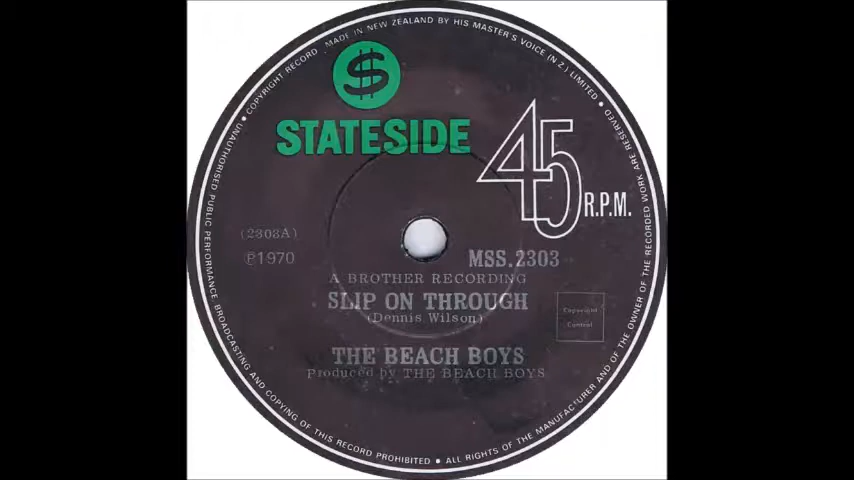 • COPYRIGHT RECORD • MADE IN NEW ZEALAND BY HIS MASTER'S VOICE (N.Z.) LIMITED •
$
STATESIDE
45 R.P.M.
(2303A)
℗1970
MSS.2303
A BROTHER RECORDING
SLIP ON THROUGH
(Dennis Wilson)
Copyright
Control
THE BEACH BOYS
Produced by THE BEACH BOYS
UNAUTHORISED PUBLIC PERFORMANCE, BROADCASTING AND COPYING OF THIS RECORD PROHIBITED • ALL RIGHTS OF THE MANUFACTURER AND OF THE OWNER OF THE RECORDED WORK ARE RESERVED